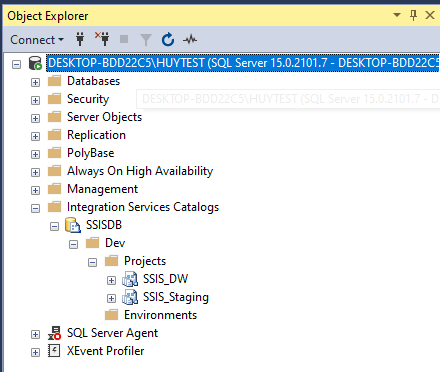 Object Explorer
Connect
DESKTOP-BDD22C5\HUYTEST (SQL Server 15.0.2101.7 - DESKTOP-BDD22C5
Databases
Security
DESKTOP-BDD22C5\HUYTEST (SQL Server 15.0.2101.7 - DESKTOP-BDD22C5
Server Objects
Replication
PolyBase
Always On High Availability
Management
Integration Services Catalogs
SSISDB
Dev
Projects
SSIS_DW
SSIS_Staging
Environments
SQL Server Agent
XEvent Profiler